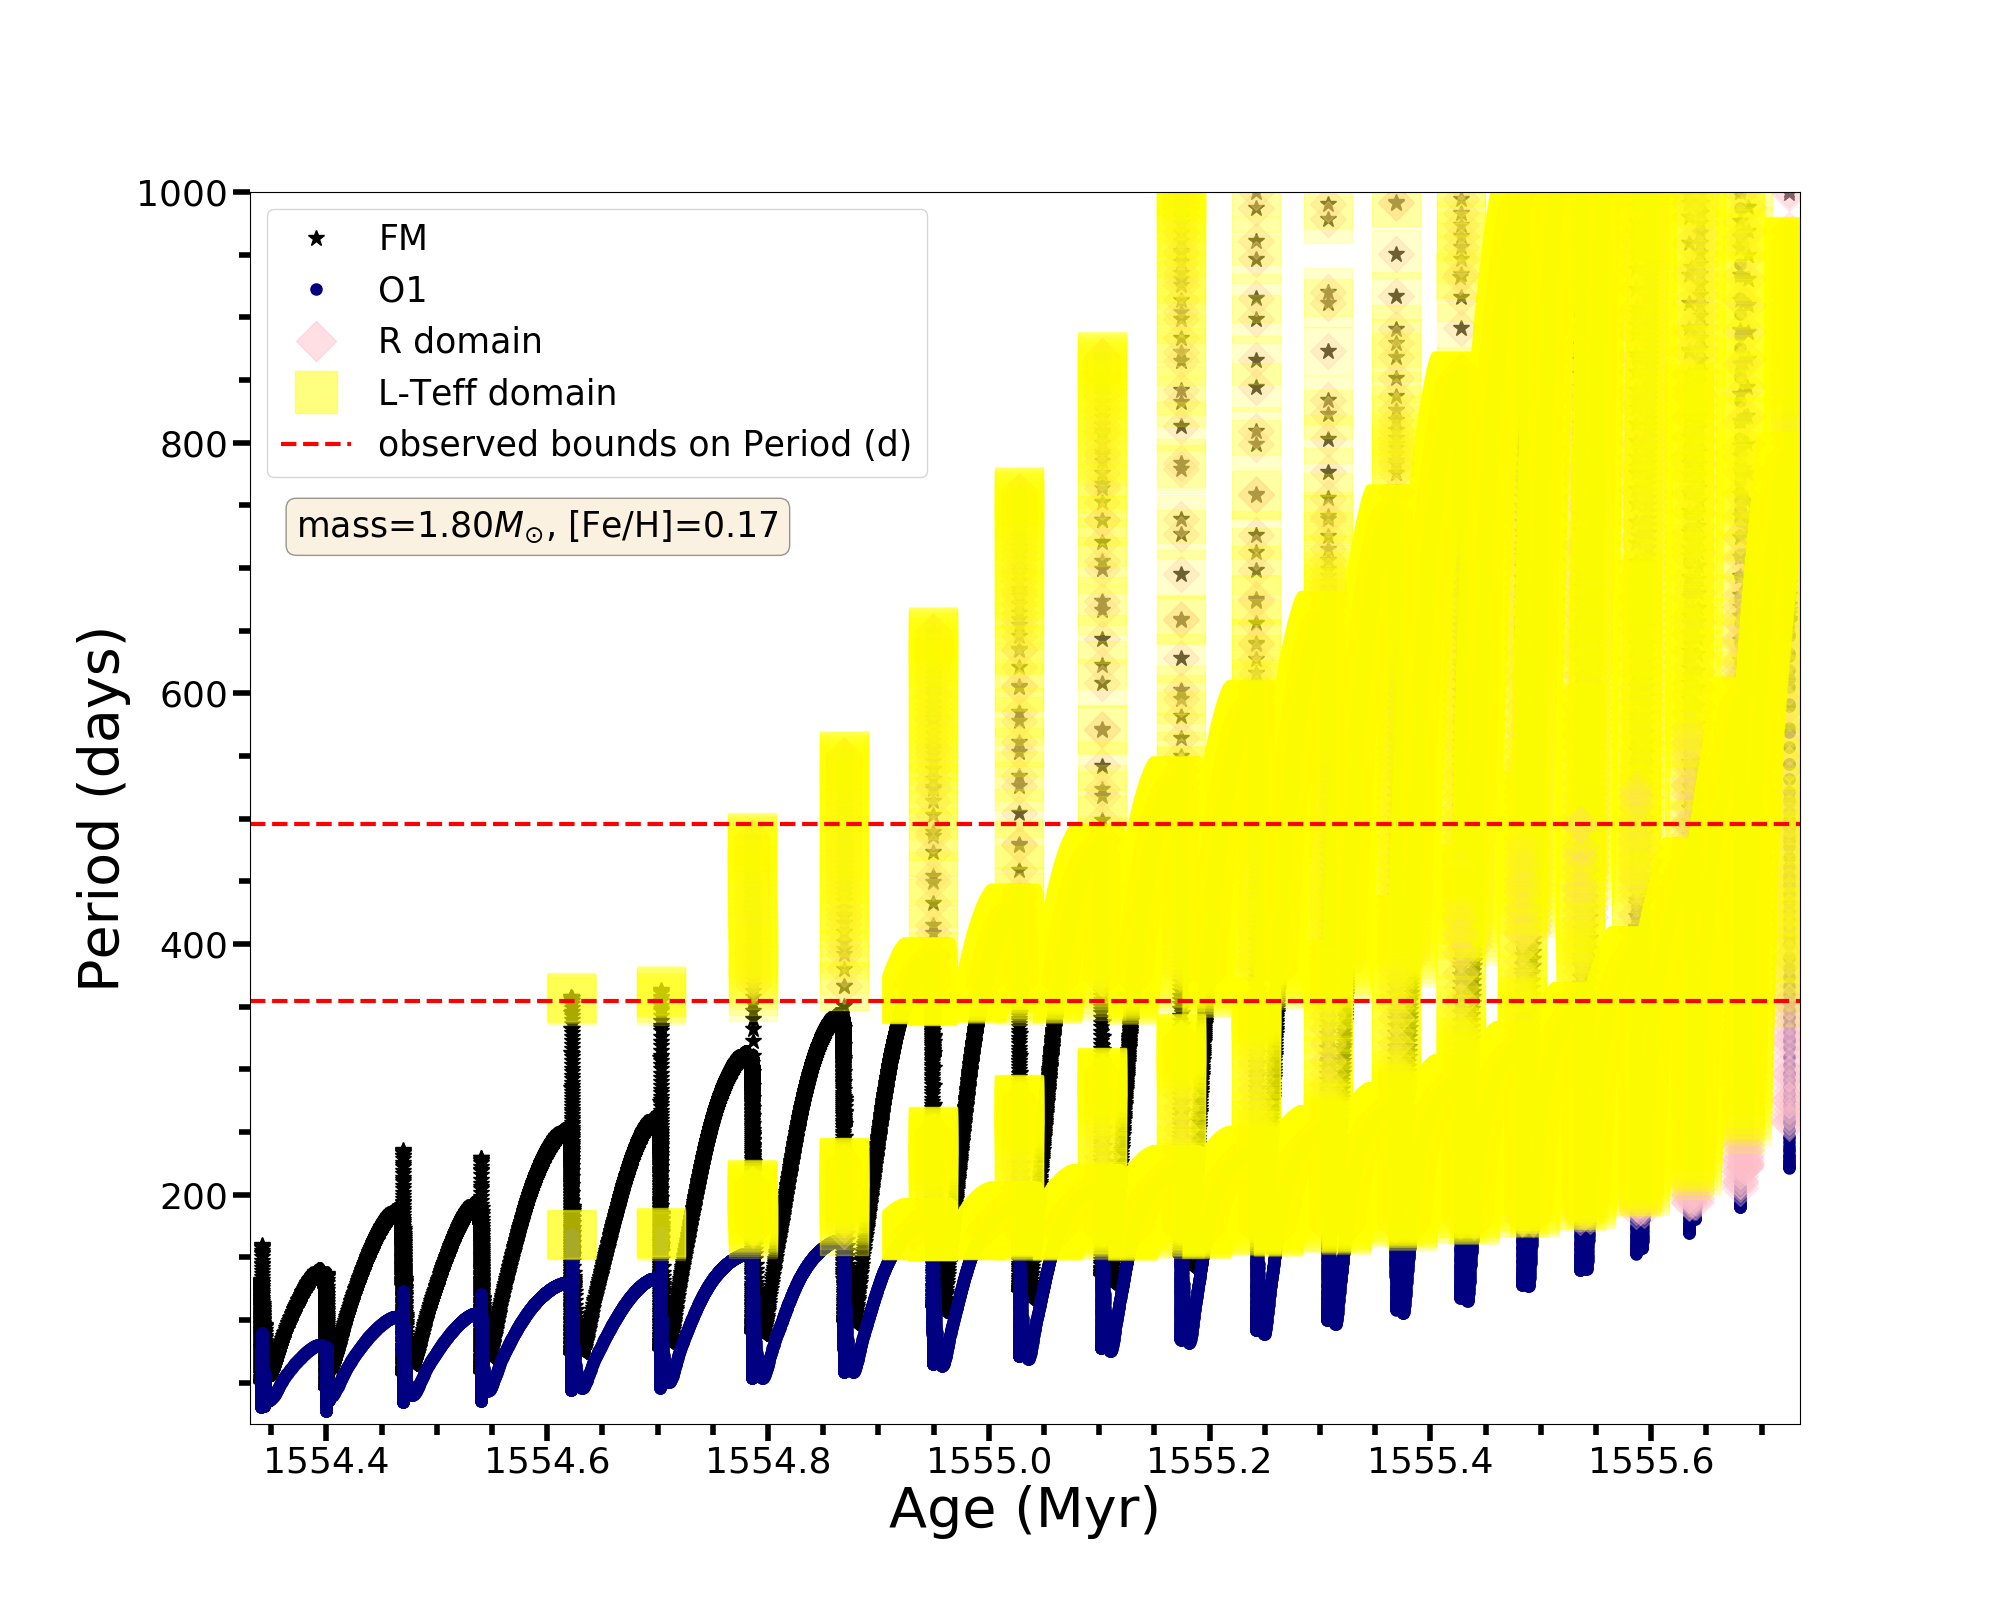 1000
800
600
400
200
Period (days)
FM
O1
R domain
L-Teff domain
observed bounds on Period (d)
mass=1.80M⊙, [Fe/H]=0.17
1554.4 1554.6 1554.8 1555.0 1555.2 1555.4 1555.6
Age (Myr)